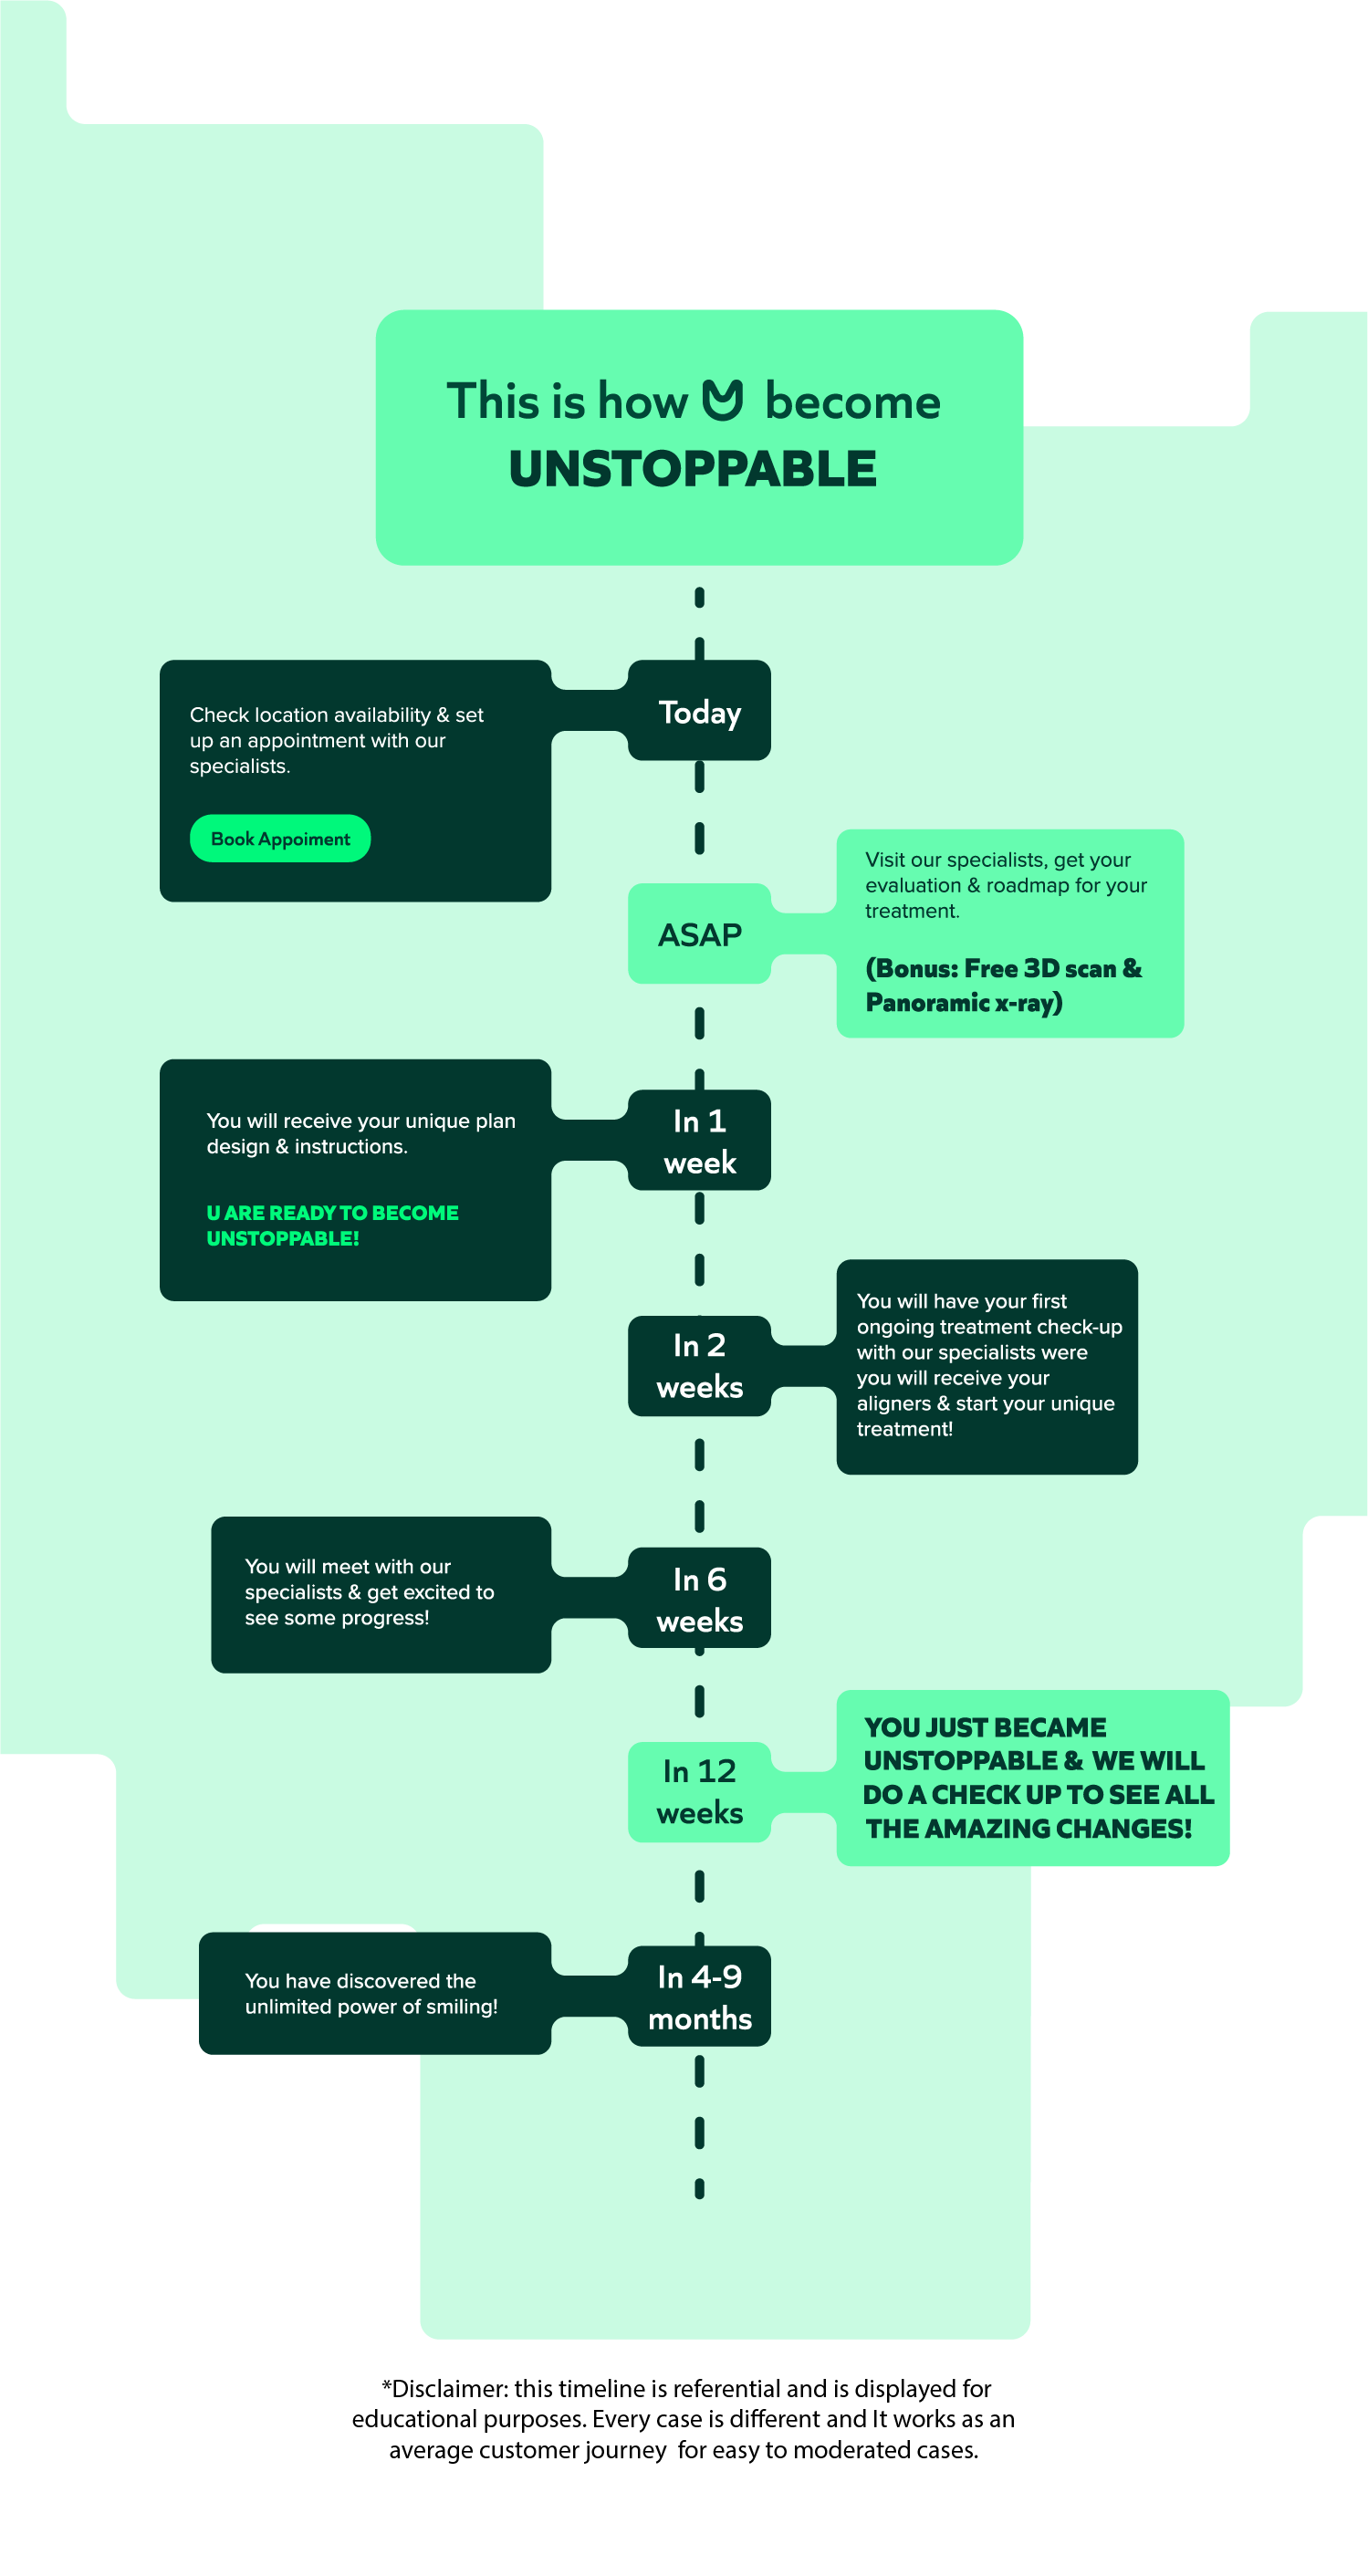 This is how U become
UNSTOPPABLE
Today
Check location availability & set
up an appointment with our
specialists.
Book Appoiment
ASAP
Visit our specialists, get your
evaluation & roadmap for your
treatment.
(Bonus: Free 3D scan &
Panoramic x-ray)
In 1
week
You will receive your unique plan
design & instructions.
U ARE READY TO BECOME
UNSTOPPABLE!
In 2
weeks
You will have your first
ongoing treatment check-up
with our specialists were
you will receive your
aligners & start your unique
treatment!
In 6
weeks
You will meet with our
specialists & get excited to
see some progress!
In 12
weeks
YOU JUST BECAME
UNSTOPPABLE & WE WILL
DO A CHECK UP TO SEE ALL
THE AMAZING CHANGES!
In 4-9
months
You have discovered the
unlimited power of smiling!
*Disclaimer: this timeline is referential and is displayed for
educational purposes. Every case is different and It works as an
average customer journey for easy to moderated cases.